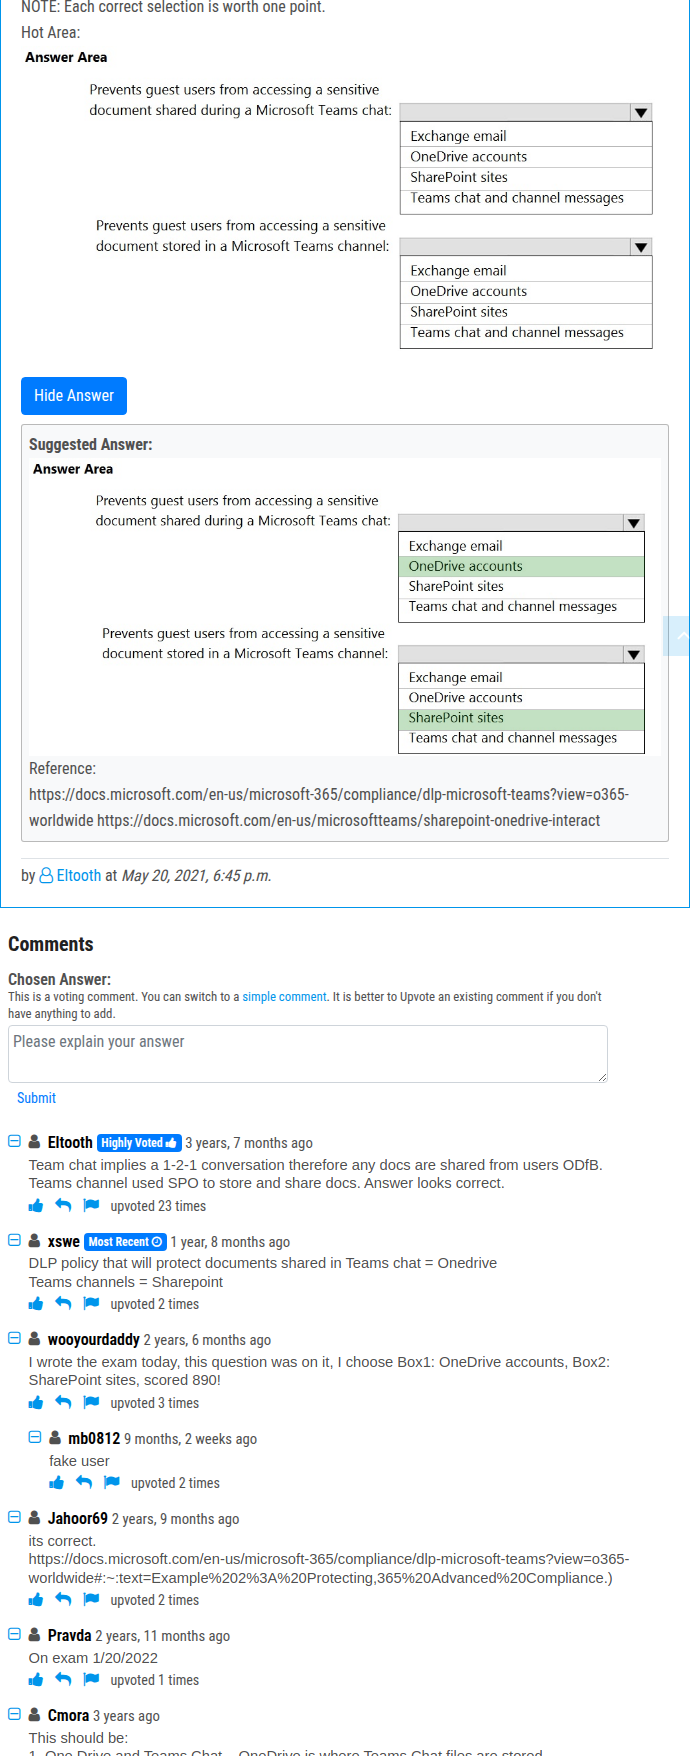 NOTE: Each correct selection is worth one point.
Hot Area:
Answer Area
Prevents guest users from accessing a sensitive
document shared during a Microsoft Teams chat:
Exchange email
OneDrive accounts
SharePoint sites
Teams chat and channel messages
Prevents guest users from accessing a sensitive
document stored in a Microsoft Teams channel:
Exchange email
OneDrive accounts
SharePoint sites
Teams chat and channel messages
Hide Answer
Suggested Answer:
Answer Area
Prevents guest users from accessing a sensitive
document shared during a Microsoft Teams chat:
Exchange email
OneDrive accounts
SharePoint sites
Teams chat and channel messages
Prevents guest users from accessing a sensitive
document stored in a Microsoft Teams channel:
Exchange email
OneDrive accounts
SharePoint sites
Teams chat and channel messages
Reference:
https://docs.microsoft.com/en-us/microsoft-365/compliance/dlp-microsoft-teams?view=o365-
worldwide https://docs.microsoft.com/en-us/microsoftteams/sharepoint-onedrive-interact
by Eltooth at May 20, 2021, 6:45 p.m.
Comments
Chosen Answer:
This is a voting comment. You can switch to a simple comment. It is better to Upvote an existing comment if you don't
have anything to add.
Please explain your answer
Submit
Eltooth Highly Voted 3 years, 7 months ago
Team chat implies a 1-2-1 conversation therefore any docs are shared from users ODfB.
Teams channel used SPO to store and share docs. Answer looks correct.
upvoted 23 times
xswe Most Recent 1 year, 8 months ago
DLP policy that will protect documents shared in Teams chat = Onedrive
Teams channels = Sharepoint
upvoted 2 times
wooyourdaddy 2 years, 6 months ago
I wrote the exam today, this question was on it, I choose Box1: OneDrive accounts, Box2:
SharePoint sites, scored 890!
upvoted 3 times
mb0812 9 months, 2 weeks ago
fake user
upvoted 2 times
Jahoor69 2 years, 9 months ago
its correct.
https://docs.microsoft.com/en-us/microsoft-365/compliance/dlp-microsoft-teams?view=o365-
worldwide#:~:text=Example%202%3A%20Protecting,365%20Advanced%20Compliance.)
upvoted 2 times
Pravda 2 years, 11 months ago
On exam 1/20/2022
upvoted 1 times
Cmora 3 years ago
This should be:
1. One Drive and Teams Chat... OneDrive is where Teams Chat files are stored